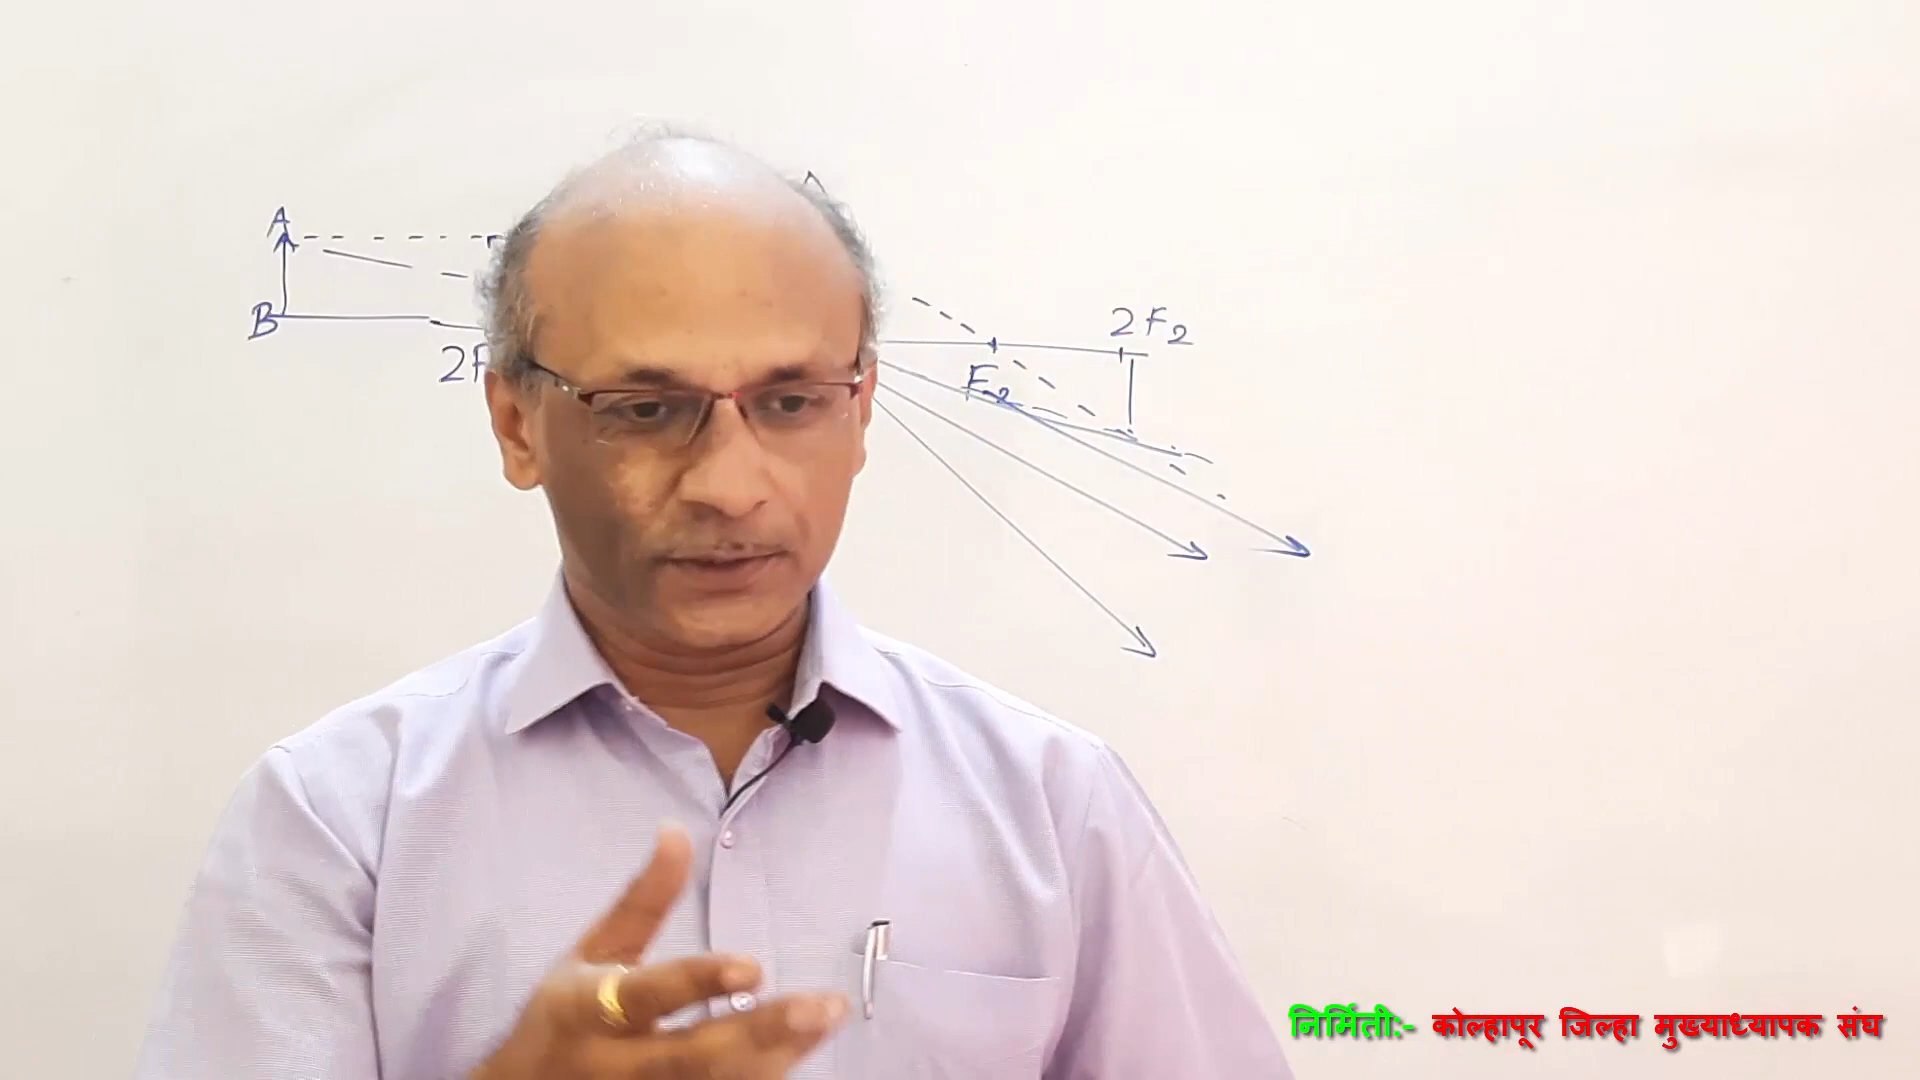 A
B
2F
2F₂
F₂
निर्मिती:- कोल्हापूर जिल्हा मुख्याध्यापक संघ